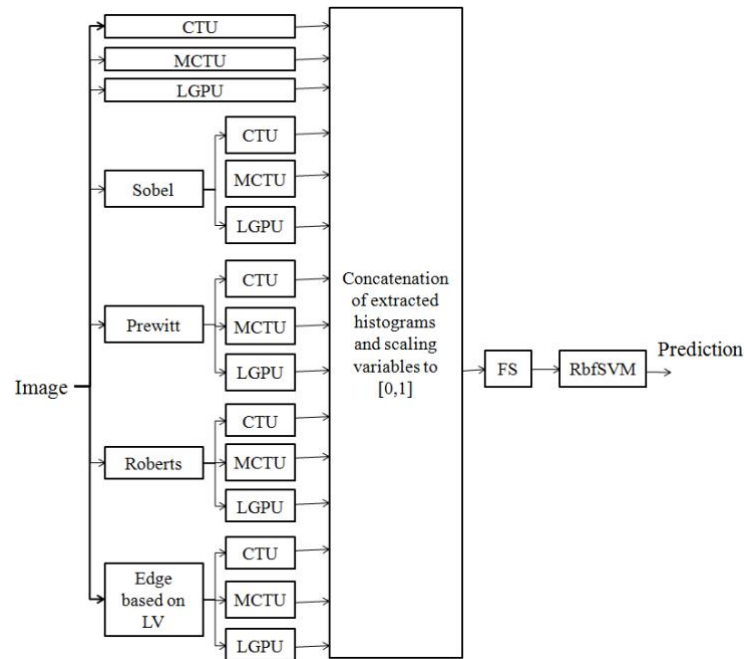 CTU
MCTU
LGPU
Sobel
CTU
MCTU
LGPU
Prewitt
CTU
MCTU
LGPU
Image
Roberts
CTU
MCTU
LGPU
Edge
based on
LV
CTU
MCTU
LGPU
Concatenation
of extracted
histograms
and scaling
variables to
[0,1]
FS
RbfSVM
Prediction